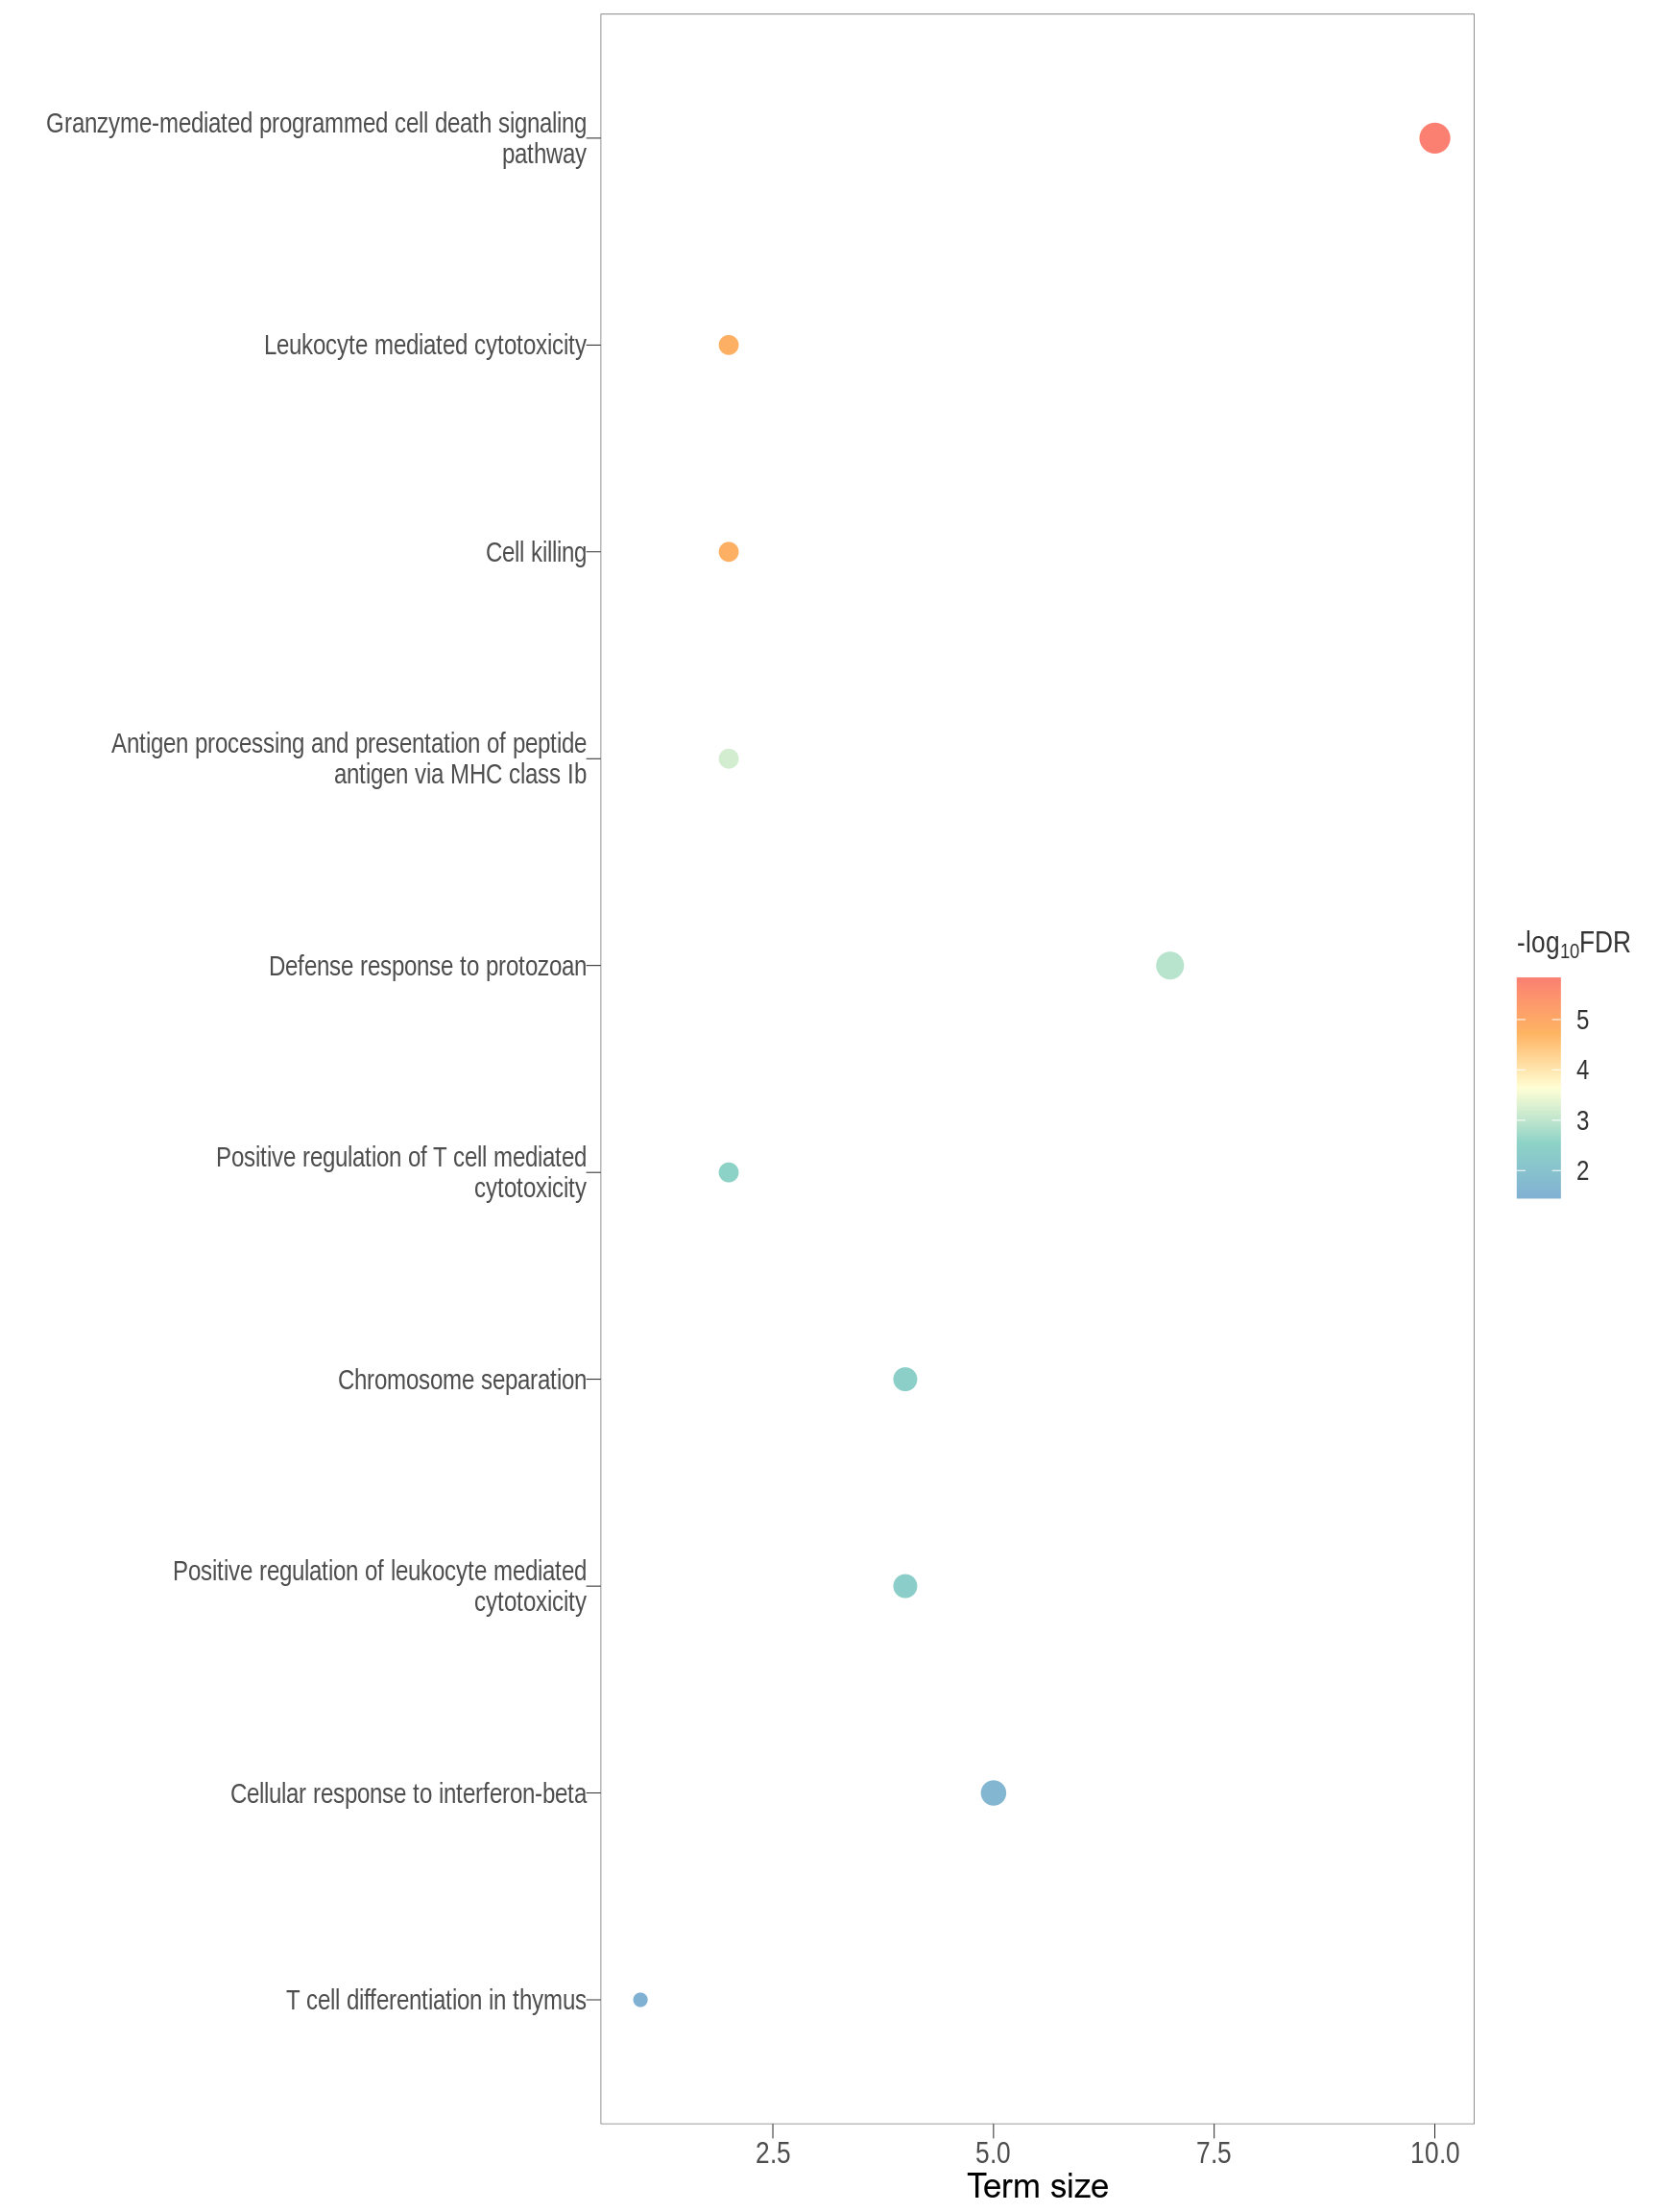 Granzyme-mediated programmed cell death signaling
pathway
Leukocyte mediated cytotoxicity
Cell killing
Antigen processing and presentation of peptide
antigen via MHC class Ib
Defense response to protozoan
Positive regulation of T cell mediated
cytotoxicity
Chromosome separation
Positive regulation of leukocyte mediated
cytotoxicity
Cellular response to interferon-beta
T cell differentiation in thymus
2.5 5.0 7.5 10.0
Term size
-log₁₀FDR
5
4
3
2